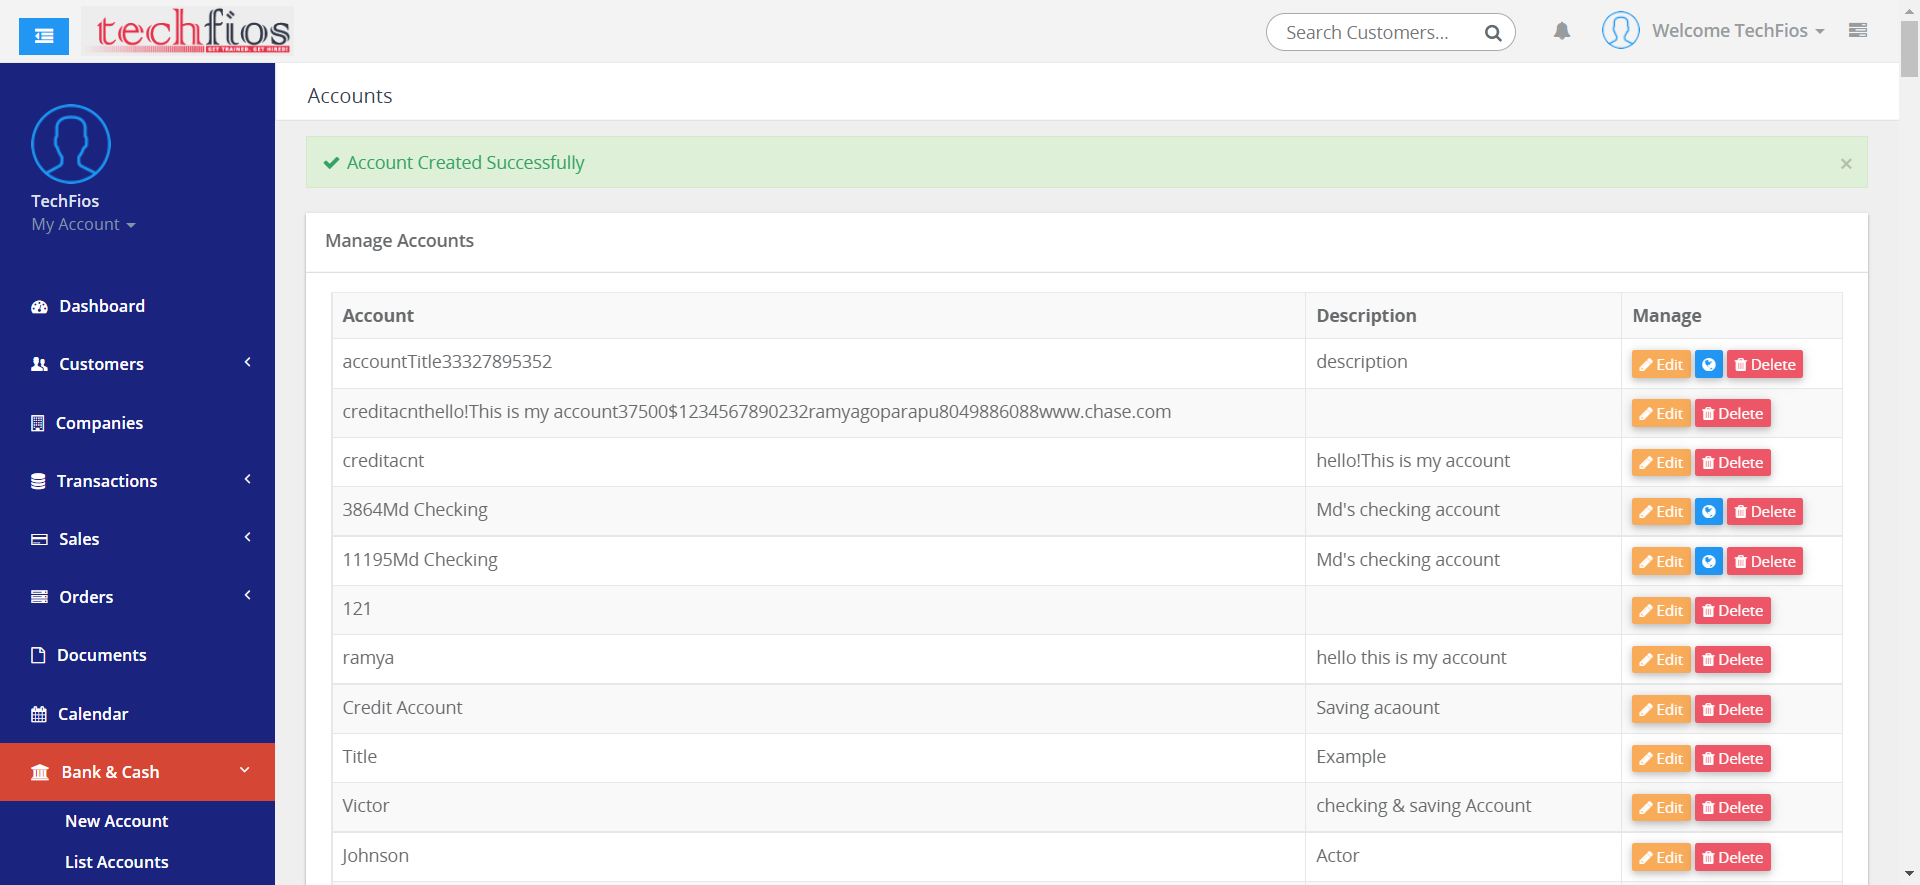 techfios
GET TRAINED. GET HIRED!
Search Customers...
Welcome TechFios
TechFios
My Account
Dashboard
Customers
Companies
Transactions
Sales
Orders
Documents
Calendar
Bank & Cash
New Account
List Accounts
Accounts
Account Created Successfully
×
Manage Accounts
Account Description Manage
accountTitle33327895352 description Edit Delete
creditacnthello!This is my account37500$1234567890232ramyagoparapu8049886088www.chase.com Edit Delete
creditacnt hello!This is my account Edit Delete
3864Md Checking Md's checking account Edit Delete
11195Md Checking Md's checking account Edit Delete
121 Edit Delete
ramya hello this is my account Edit Delete
Credit Account Saving acaount Edit Delete
Title Example Edit Delete
Victor checking & saving Account Edit Delete
Johnson Actor Edit Delete